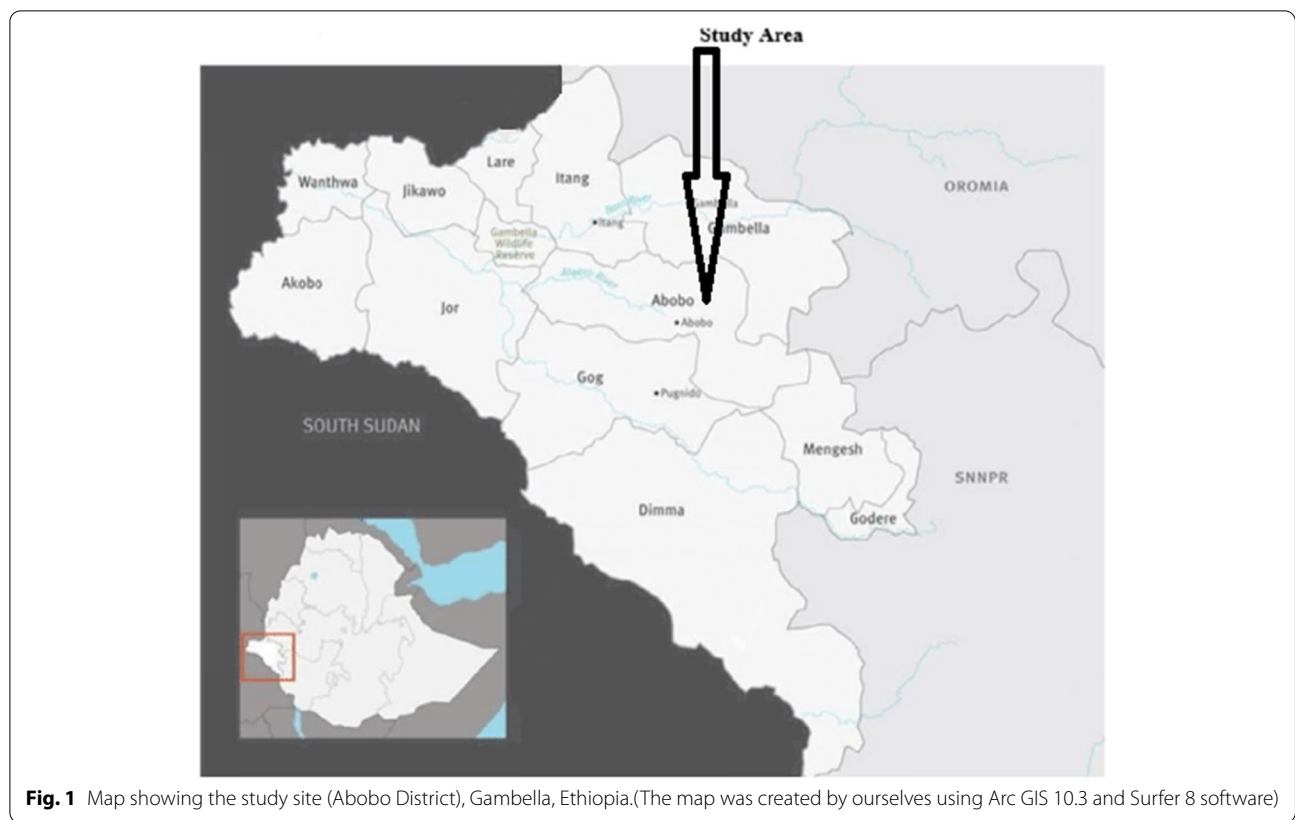 Study Area
Lare
Wanthwa
Jikawo
Itang
OROMIA
Gambella
Itang
Gambella
Gambella
Wildlife
Reserve
Akobo
Jor
Abobo
Abobo
Gog
Pugnido
SOUTH SUDAN
Mengesh
SNNPR
Dimma
Godere
Fig. 1 Map showing the study site (Abobo District), Gambella, Ethiopia.(The map was created by ourselves using Arc GIS 10.3 and Surfer 8 software)